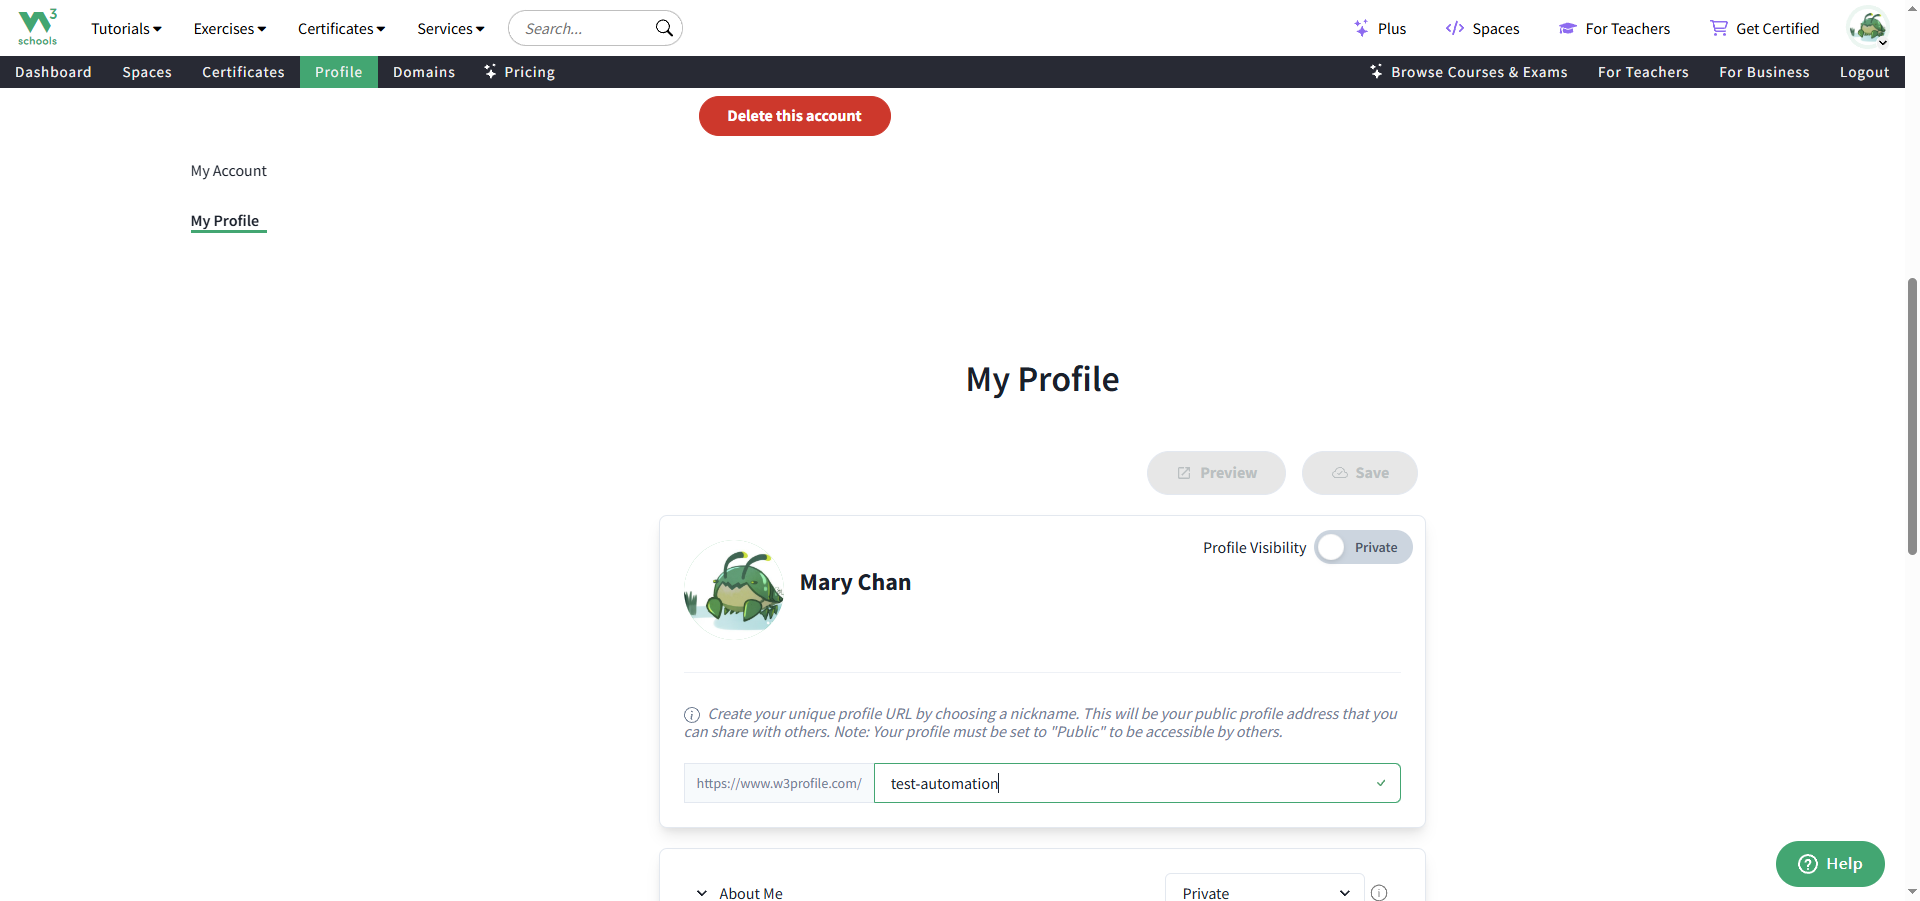 W3 schools
Tutorials Exercises Certificates Services Search... Plus Spaces For Teachers Get Certified
Dashboard Spaces Certificates Profile Domains Pricing Browse Courses & Exams For Teachers For Business Logout
Delete this account
My Account
My Profile
My Profile
Preview Save
Profile Visibility Private
Mary Chan
Create your unique profile URL by choosing a nickname. This will be your public profile address that you
can share with others. Note: Your profile must be set to "Public" to be accessible by others.
https://www.w3profile.com/ test-automation
Help
About Me Private